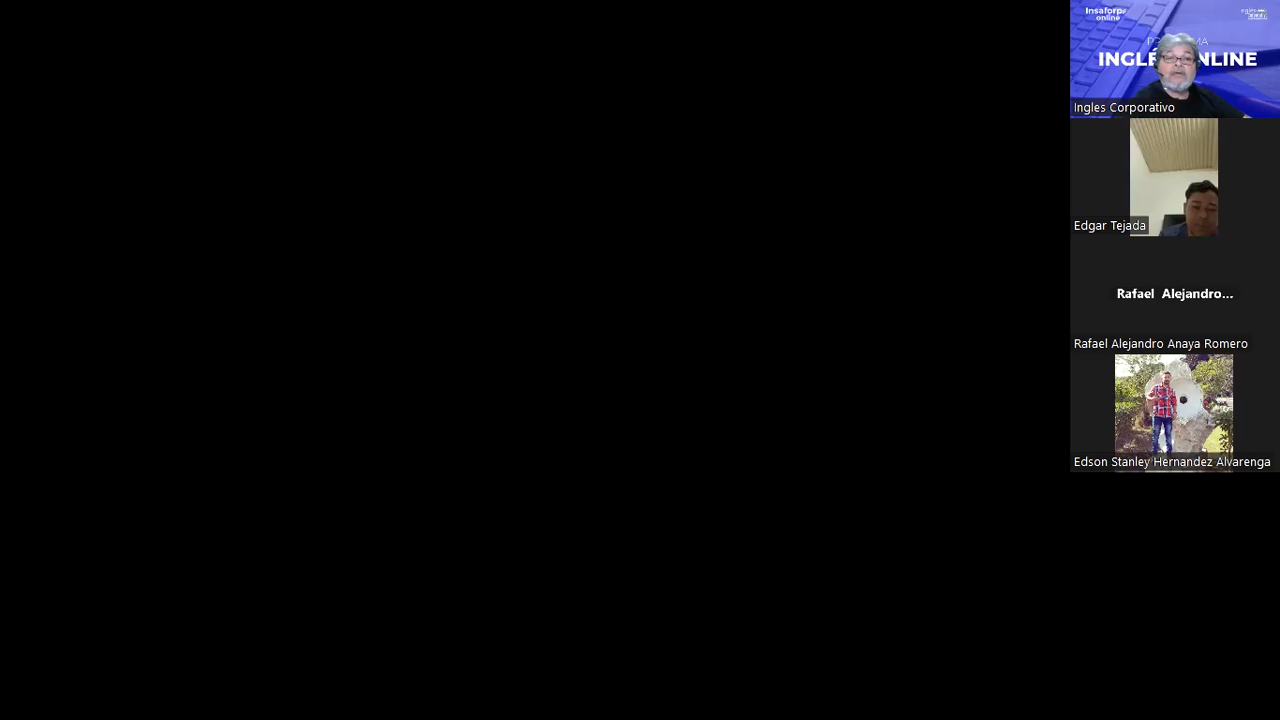 Insaforp
online
INGLÉS ONLINE
Ingles Corporativo
Edgar Tejada
Rafael Alejandro...
Rafael Alejandro Anaya Romero
Edson Stanley Hernandez Alvarenga